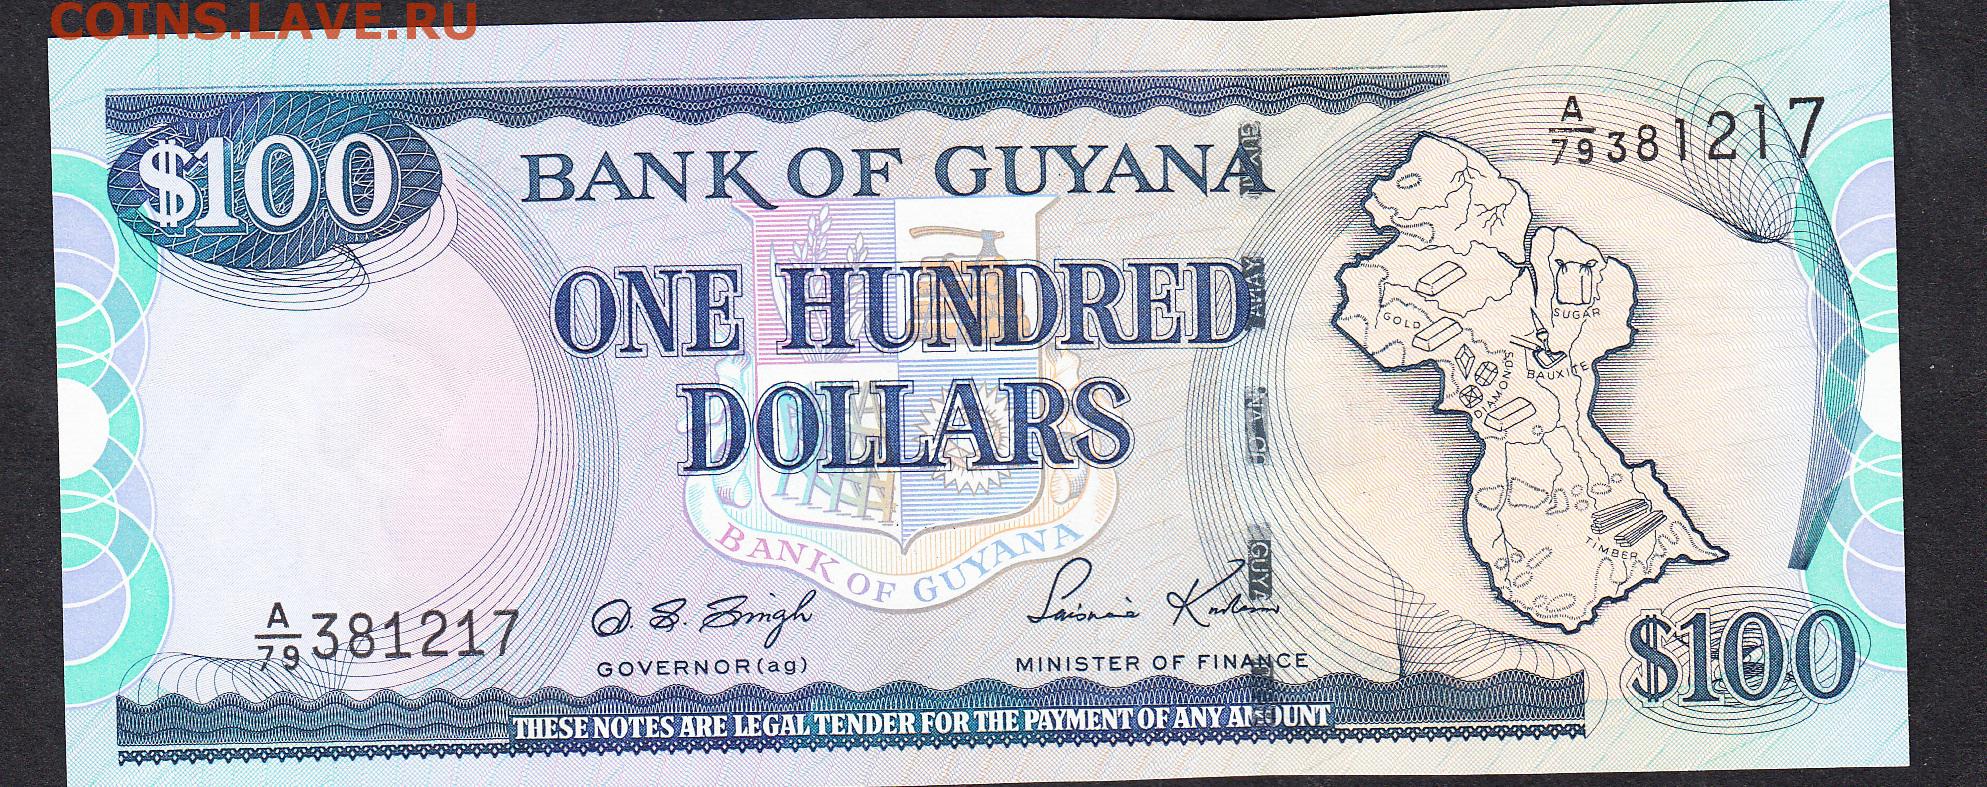 COINS.LAVE.RU
$100
BANK OF GUYANA
A/79 381217
ONE HUNDRED
DOLLARS
GOLD
SUGAR
BAUXITE
DIAMONDS
TIMBER
BANK OF GUYANA
A/79 381217
D. S. Singh
GOVERNOR(ag)
MINISTER OF FINANCE
$100
THESE NOTES ARE LEGAL TENDER FOR THE PAYMENT OF ANY AMOUNT